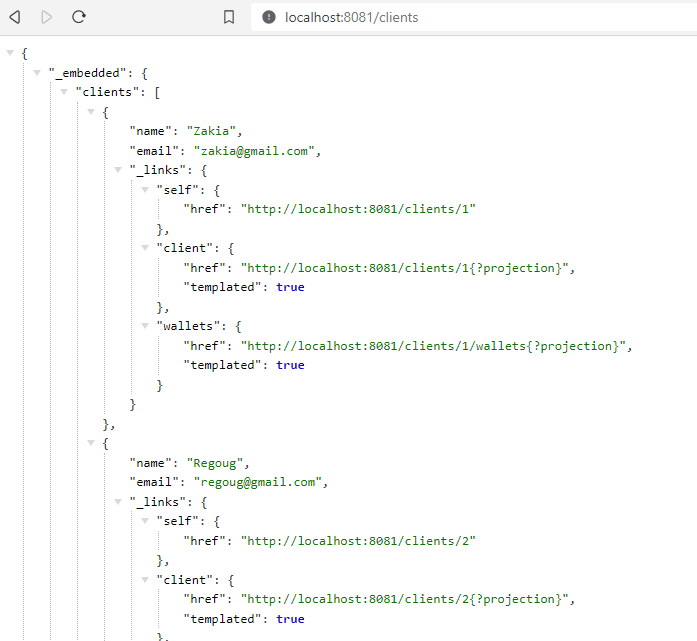 localhost:8081/clients
{
"_embedded": {
"clients": [
{
"name": "Zakia",
"email": "zakia@gmail.com",
"_links": {
"self": {
"href": "http://localhost:8081/clients/1"
},
"client": {
"href": "http://localhost:8081/clients/1{?projection}",
"templated": true
},
"wallets": {
"href": "http://localhost:8081/clients/1/wallets{?projection}",
"templated": true
}
}
},
{
"name": "Regoug",
"email": "regoug@gmail.com",
"_links": {
"self": {
"href": "http://localhost:8081/clients/2"
},
"client": {
"href": "http://localhost:8081/clients/2{?projection}",
"templated": true
},